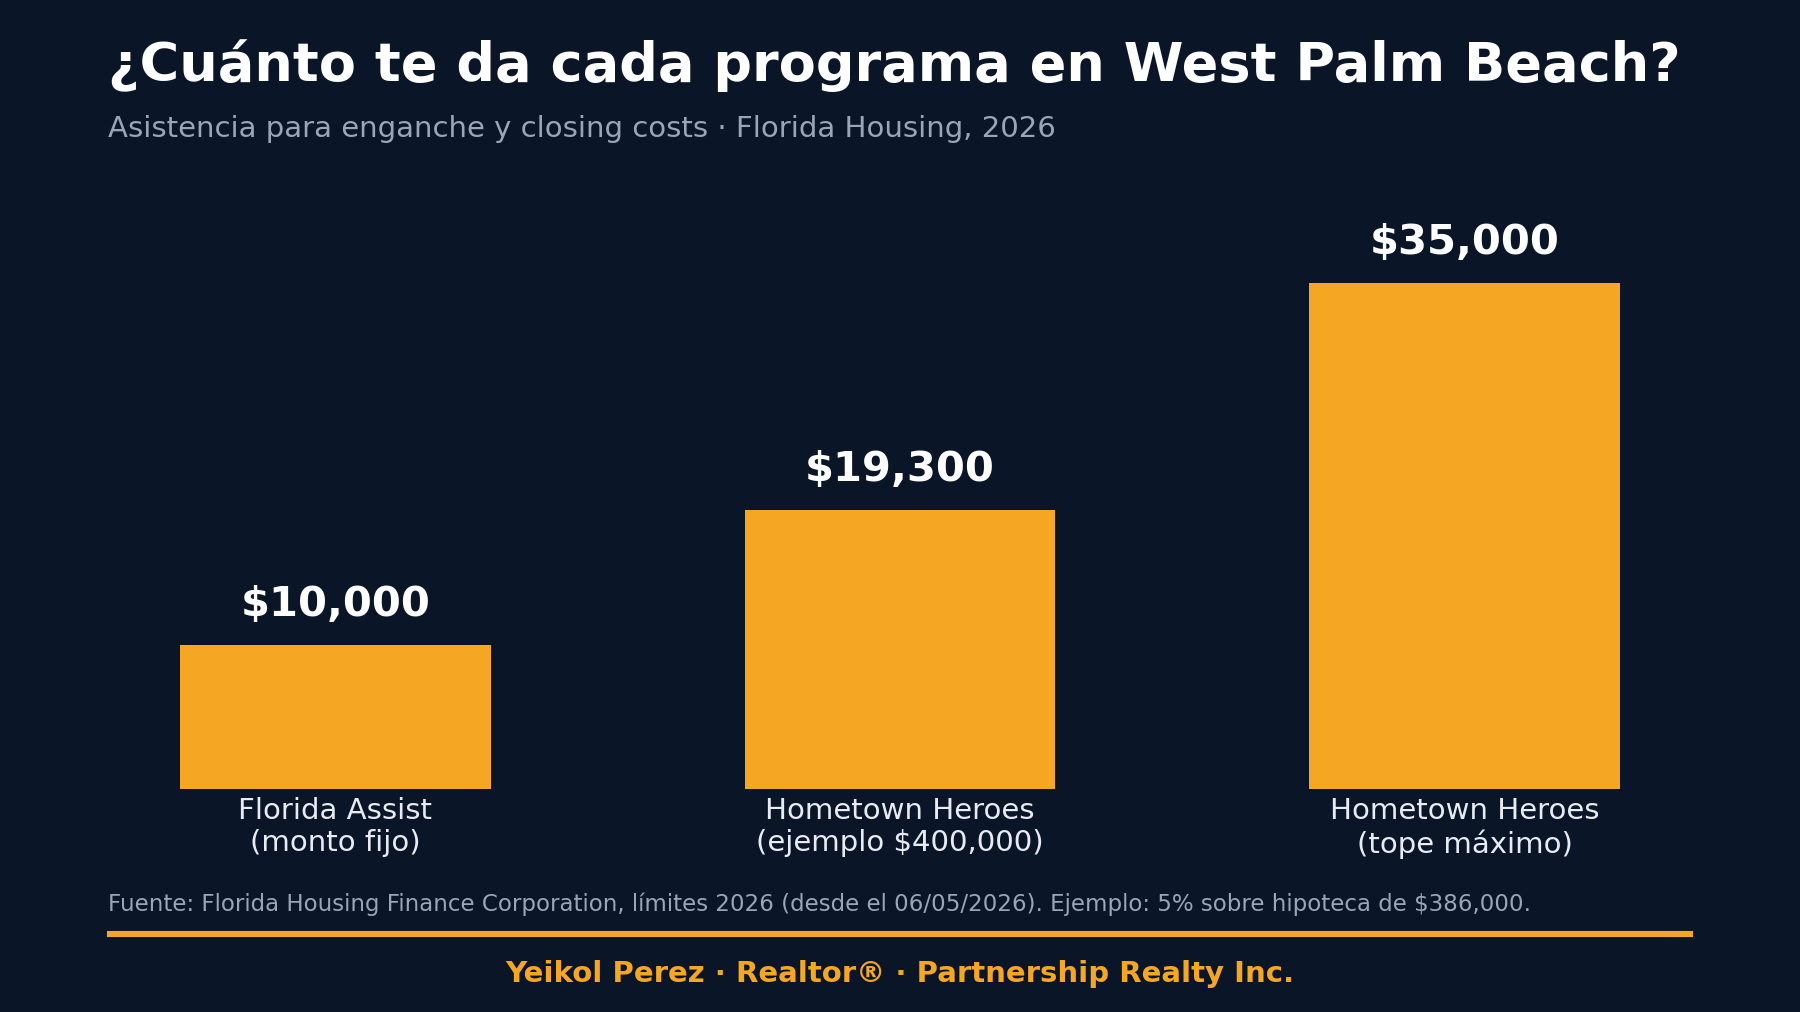 ¿Cuánto te da cada programa en West Palm Beach?
Asistencia para enganche y closing costs · Florida Housing, 2026
$10,000
$19,300
$35,000
Florida Assist
(monto fijo)
Hometown Heroes
(ejemplo $400,000)
Hometown Heroes
(tope máximo)
Fuente: Florida Housing Finance Corporation, límites 2026 (desde el 06/05/2026). Ejemplo: 5% sobre hipoteca de $386,000.
Yeikol Perez · Realtor® · Partnership Realty Inc.